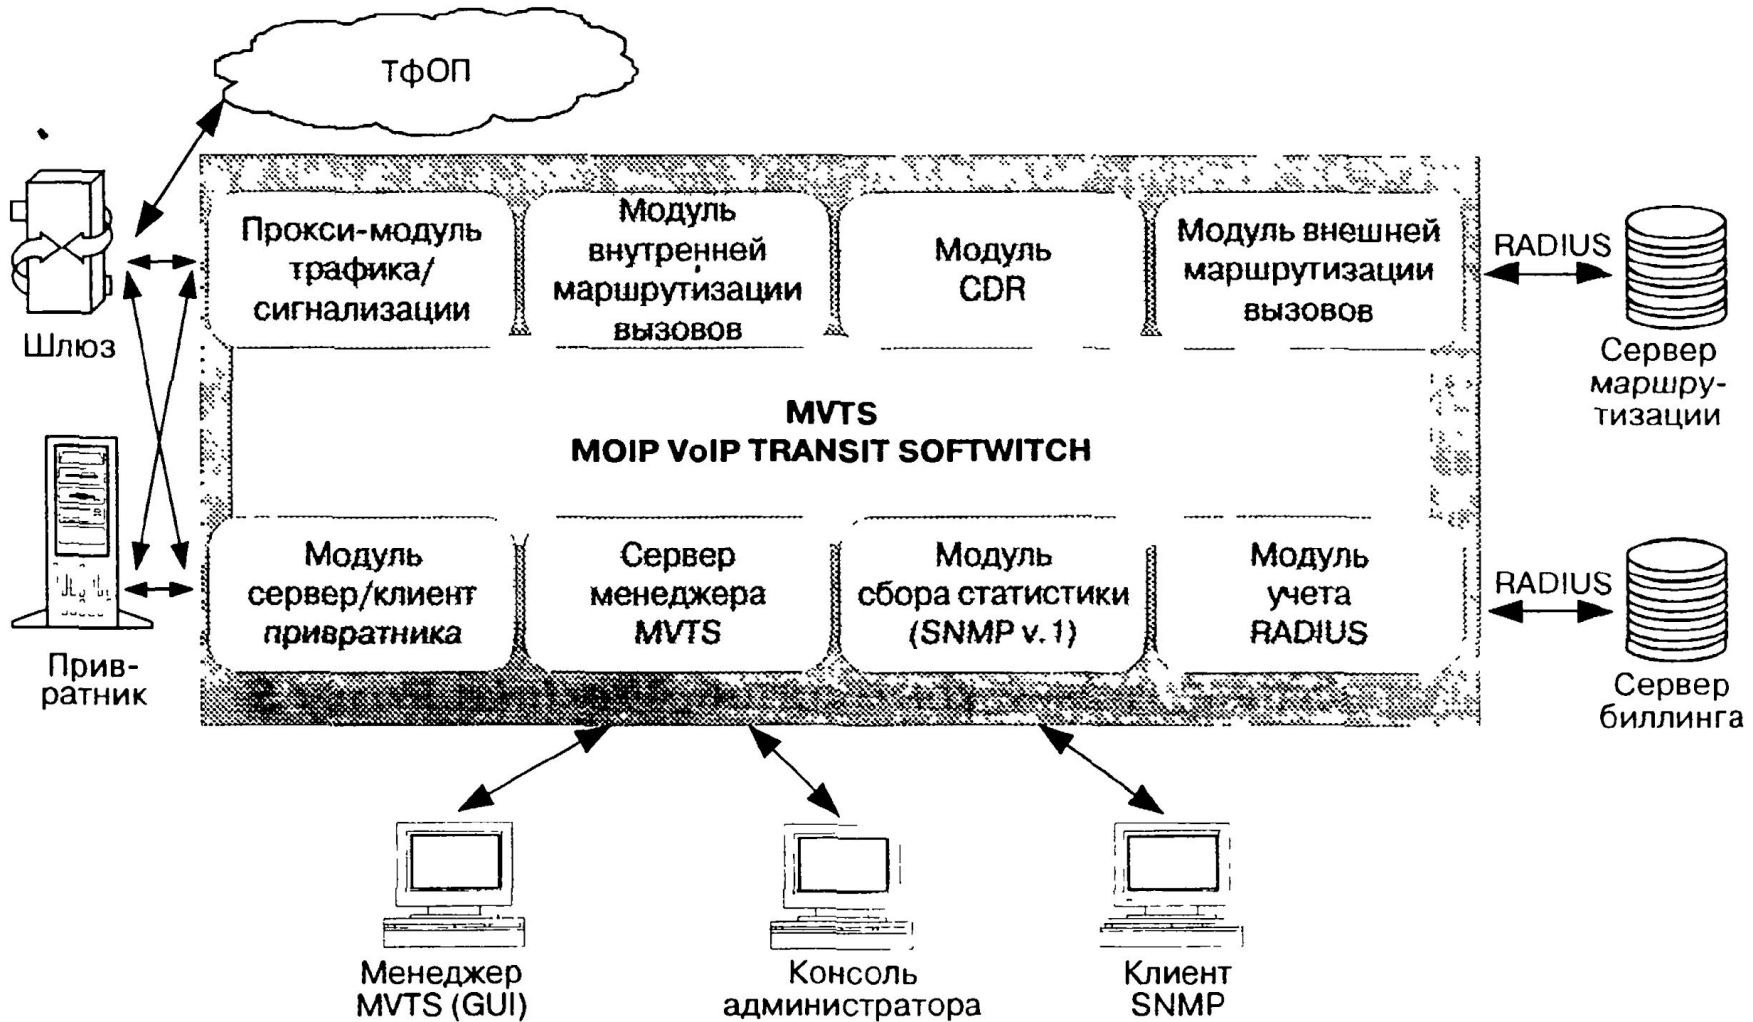 ТфОП
Прокси-модуль
трафика/
сигнализации
Модуль
внутренней
маршрутизации
вызовов
Модуль
CDR
Модуль внешней
маршрутизации
вызовов
RADIUS
Шлюз
Сервер
маршру-
тизации
MVTS
MOIP VoIP TRANSIT SOFTWITCH
Модуль
сервер/клиент
привратника
Сервер
менеджера
MVTS
Модуль
сбора статистики
(SNMP v. 1)
Модуль
учета
RADIUS
RADIUS
Прив-
ратник
Сервер
биллинга
Менеджер
MVTS (GUI)
Консоль
администратора
Клиент
SNMP